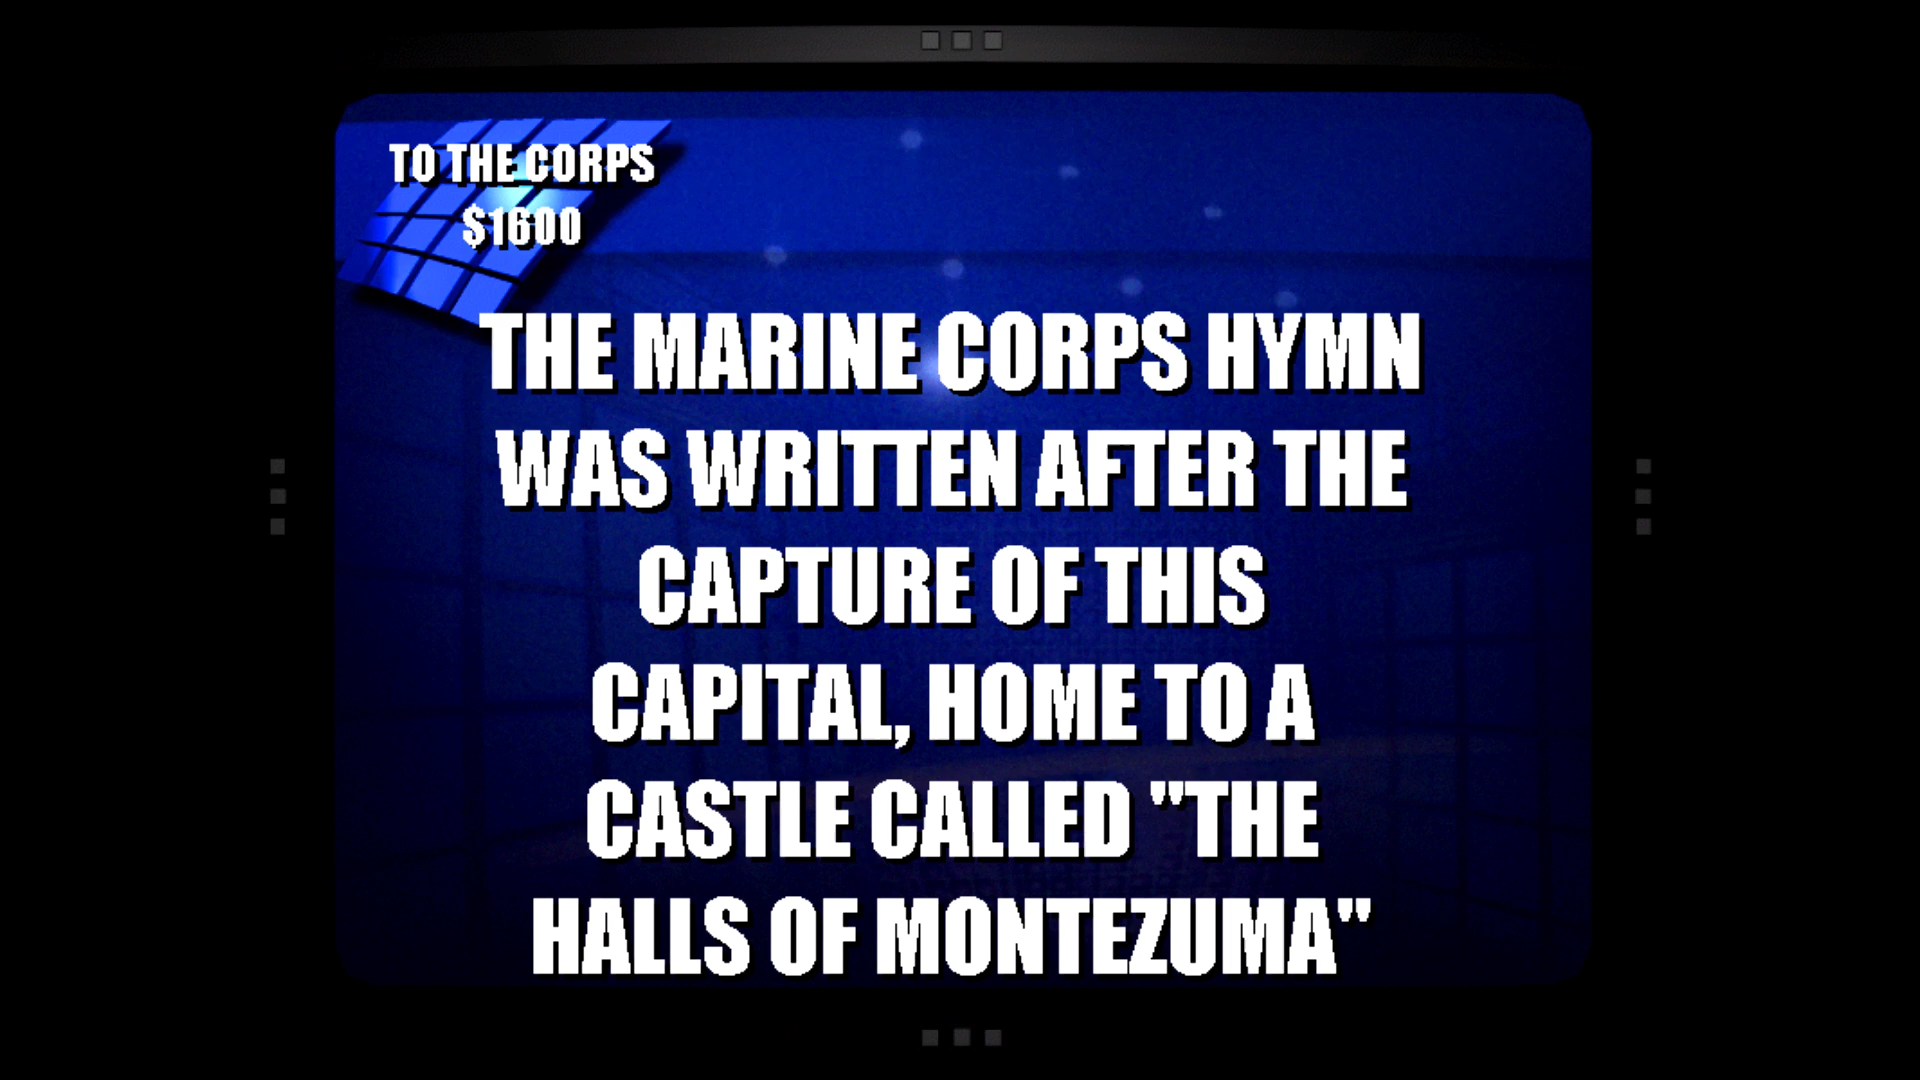 TO THE CORPS
$1600
THE MARINE CORPS HYMN
WAS WRITTEN AFTER THE
CAPTURE OF THIS
CAPITAL, HOME TO A
CASTLE CALLED "THE
HALLS OF MONTEZUMA"